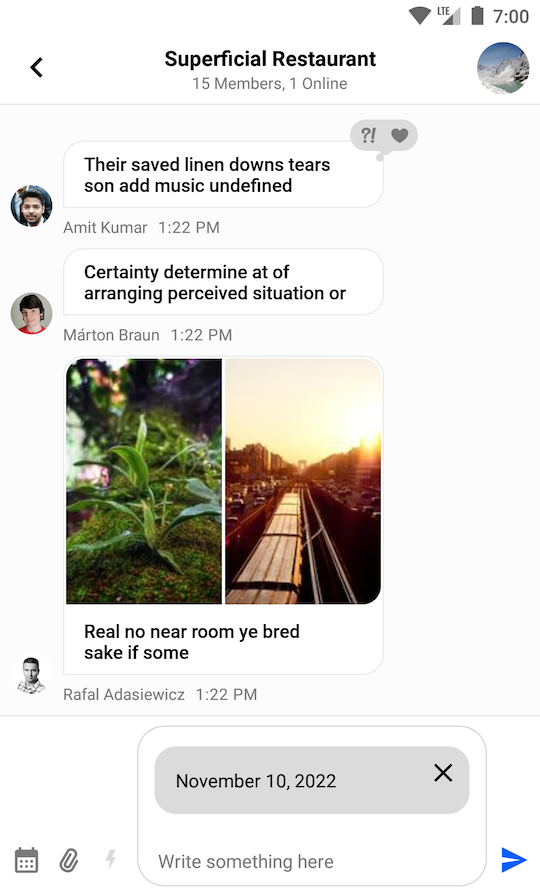 LTE 7:00
Superficial Restaurant
15 Members, 1 Online
?!
Their saved linen downs tears
son add music undefined
Amit Kumar 1:22 PM
Certainty determine at of
arranging perceived situation or
Márton Braun 1:22 PM
Real no near room ye bred
sake if some
Rafal Adasiewicz 1:22 PM
November 10, 2022
Write something here